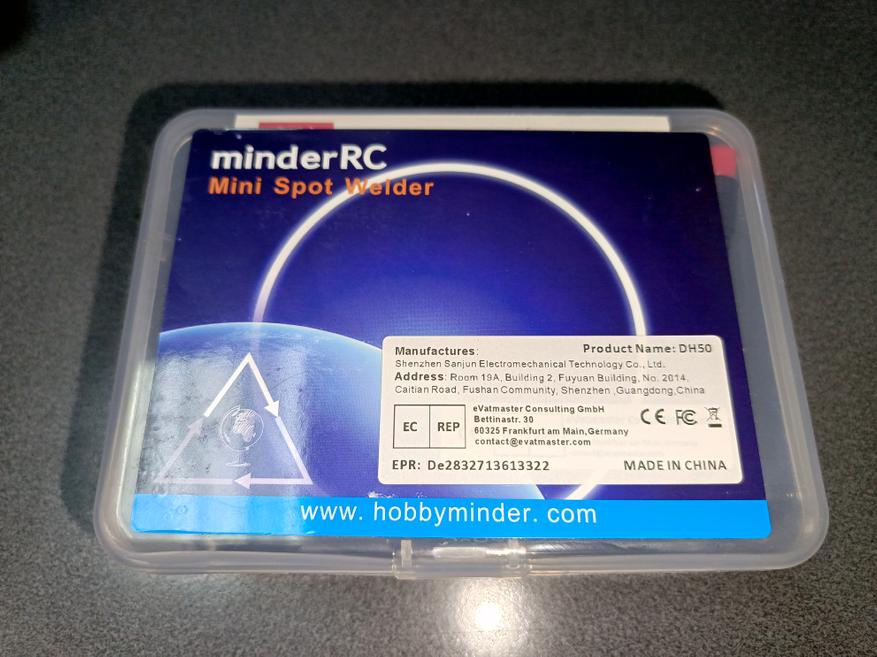 minderRC
Mini Spot Welder
Manufactures:
Product Name: DH50
Shenzhen Sanjun Electromechanical Technology Co., Ltd.
Address: Room 19A, Building 2, Fuyuan Building, No. 2014,
Caitian Road, Fushan Community, Shenzhen ,Guangdong,China
EC REP
eVatmaster Consulting GmbH
Bettinastr. 30
60325 Frankfurt am Main,Germany
contact@evatmaster.com
CE FC
EPR: De2832713613322
MADE IN CHINA
www. hobbyminder. com